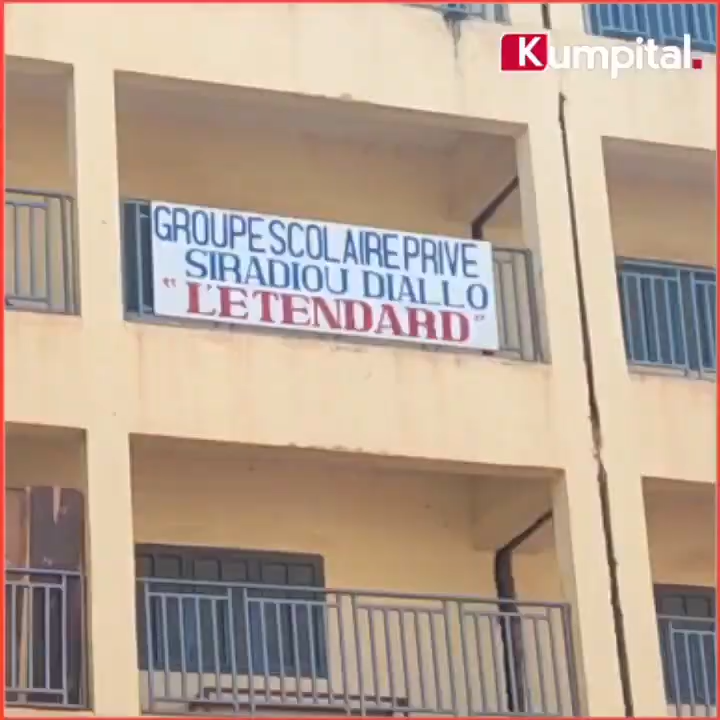 Kumpital.
GROUPE SCOLAIRE PRIVE
SIRADIOU DIALLO
"L'ETENDARD"